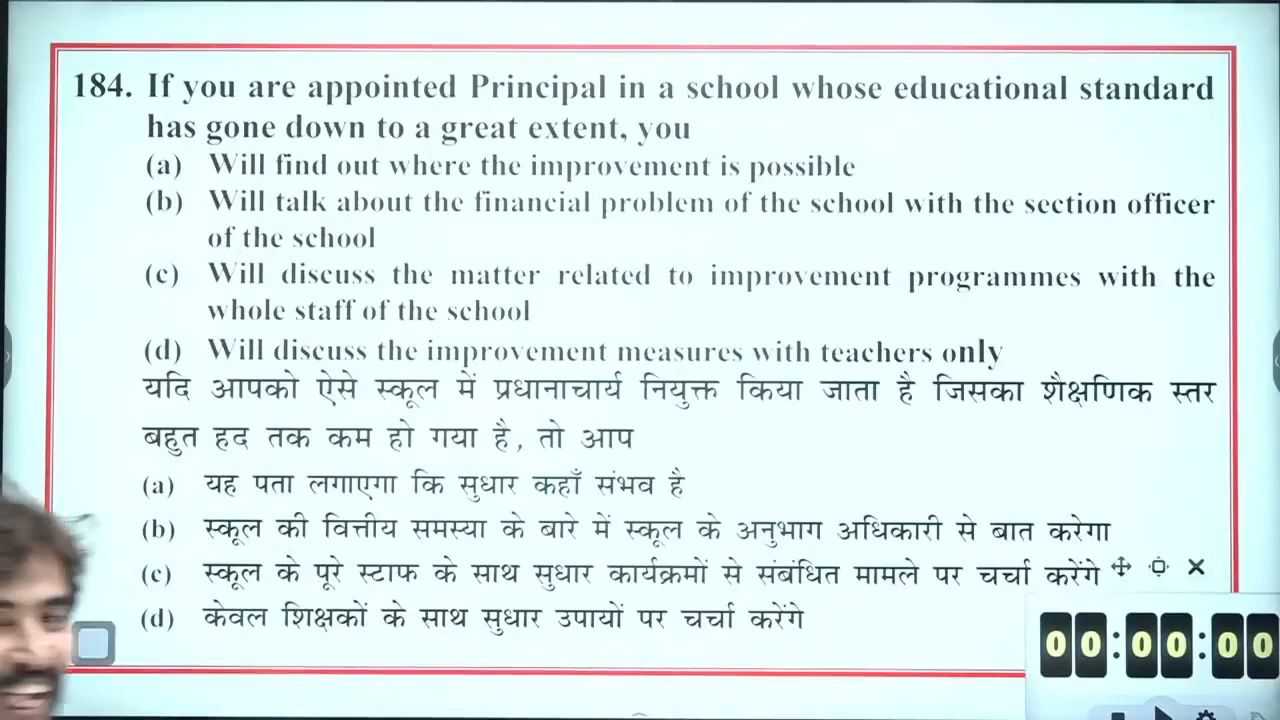 184. If you are appointed Principal in a school whose educational standard
has gone down to a great extent, you
(a) Will find out where the improvement is possible
(b) Will talk about the financial problem of the school with the section officer
of the school
(c) Will discuss the matter related to improvement programmes with the
whole staff of the school
(d) Will discuss the improvement measures with teachers only
यदि आपको ऐसे स्कूल में प्रधानाचार्य नियुक्त किया जाता है जिसका शैक्षणिक स्तर
बहुत हद तक कम हो गया है, तो आप
(a) यह पता लगाएगा कि सुधार कहाँ संभव है
(b) स्कूल की वित्तीय समस्या के बारे में स्कूल के अनुभाग अधिकारी से बात करेगा
(c) स्कूल के पूरे स्टाफ के साथ सुधार कार्यक्रमों से संबंधित मामले पर चर्चा करेंगे
(d) केवल शिक्षकों के साथ सुधार उपायों पर चर्चा करेंगे
00:00:00